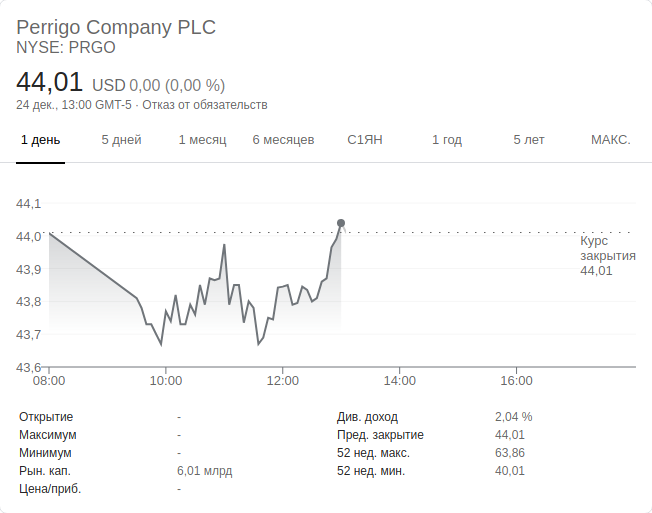 Perrigo Company PLC
NYSE: PRGO
44,01 USD 0,00 (0,00 %)
24 дек., 13:00 GMT-5 · Отказ от обязательств
1 день 5 дней 1 месяц 6 месяцев С1ЯН 1 год 5 лет МАКС.
44,1
44,0
Курс
закрытия
44,01
43,9
43,8
43,7
43,6
08:00 10:00 12:00 14:00 16:00
Открытие - Див. доход 2,04 %
Максимум - Пред. закрытие 44,01
Минимум - 52 нед. макс. 63,86
Рын. кап. 6,01 млрд 52 нед. мин. 40,01
Цена/приб. -